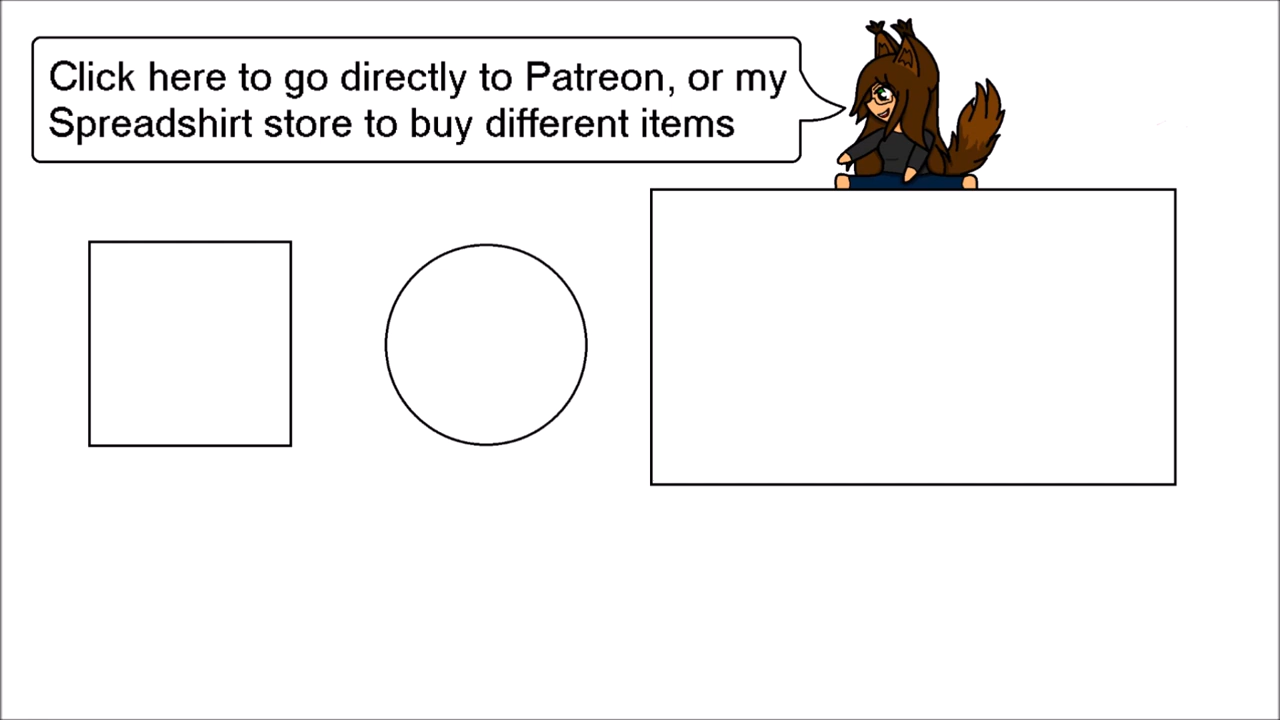 Click here to go directly to Patreon, or my
Spreadshirt store to buy different items